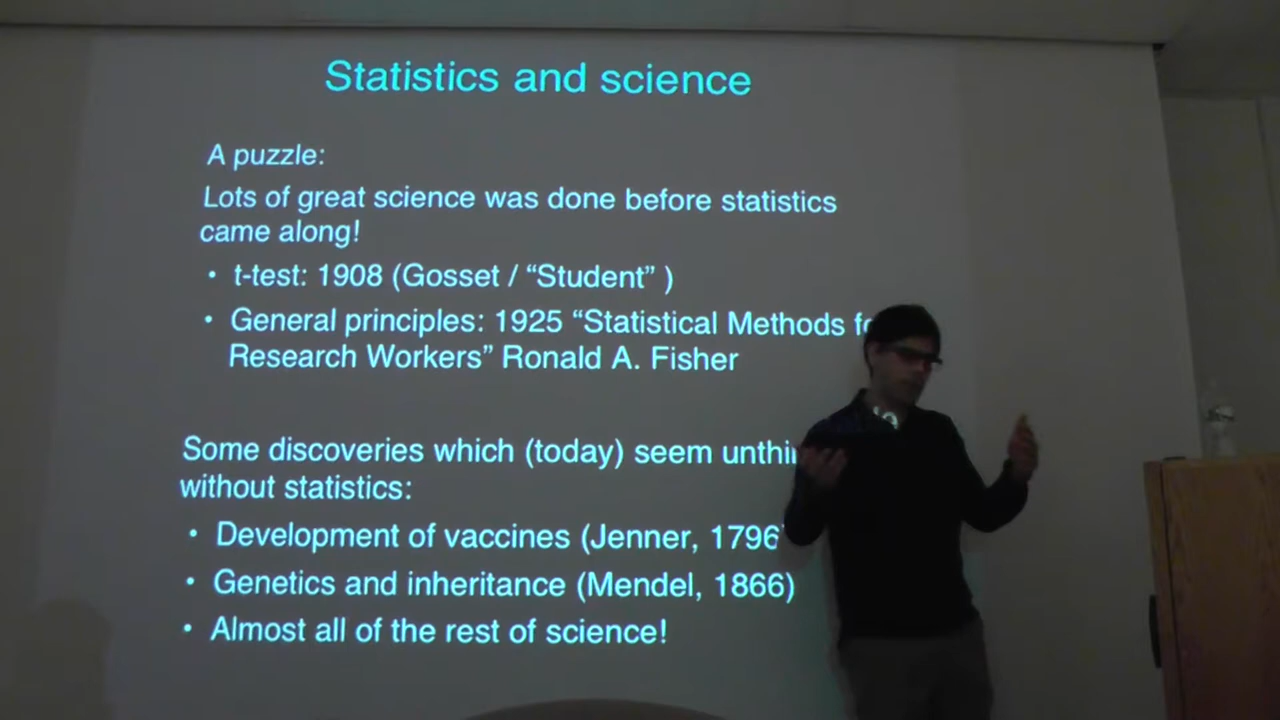 Statistics and science
A puzzle:
Lots of great science was done before statistics
came along!
• t-test: 1908 (Gosset / “Student” )
• General principles: 1925 “Statistical Methods
Research Workers” Ronald A. Fisher
Some discoveries which (today) seem
without statistics:
• Development of vaccines (Jenner, 1796
• Genetics and inheritance (Mendel, 1866)
• Almost all of the rest of science!